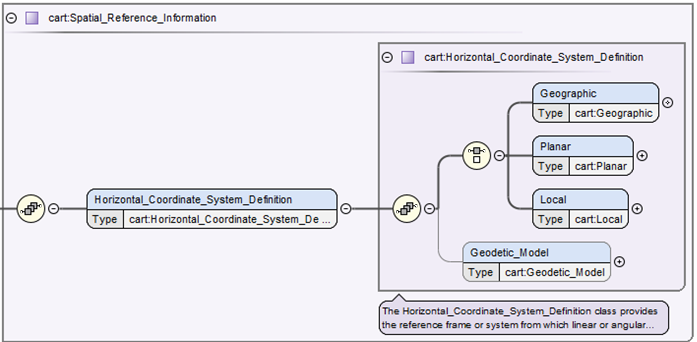 cart:Spatial_Reference_Information
cart:Horizontal_Coordinate_System_Definition
Geographic
Type cart:Geographic
Planar
Type cart:Planar
Horizontal_Coordinate_System_Definition
Type cart:Horizontal_Coordinate_System_De ...
Local
Type cart:Local
Geodetic_Model
Type cart:Geodetic_Model
The Horizontal_Coordinate_System_Definition class provides
the reference frame or system from which linear or angular...